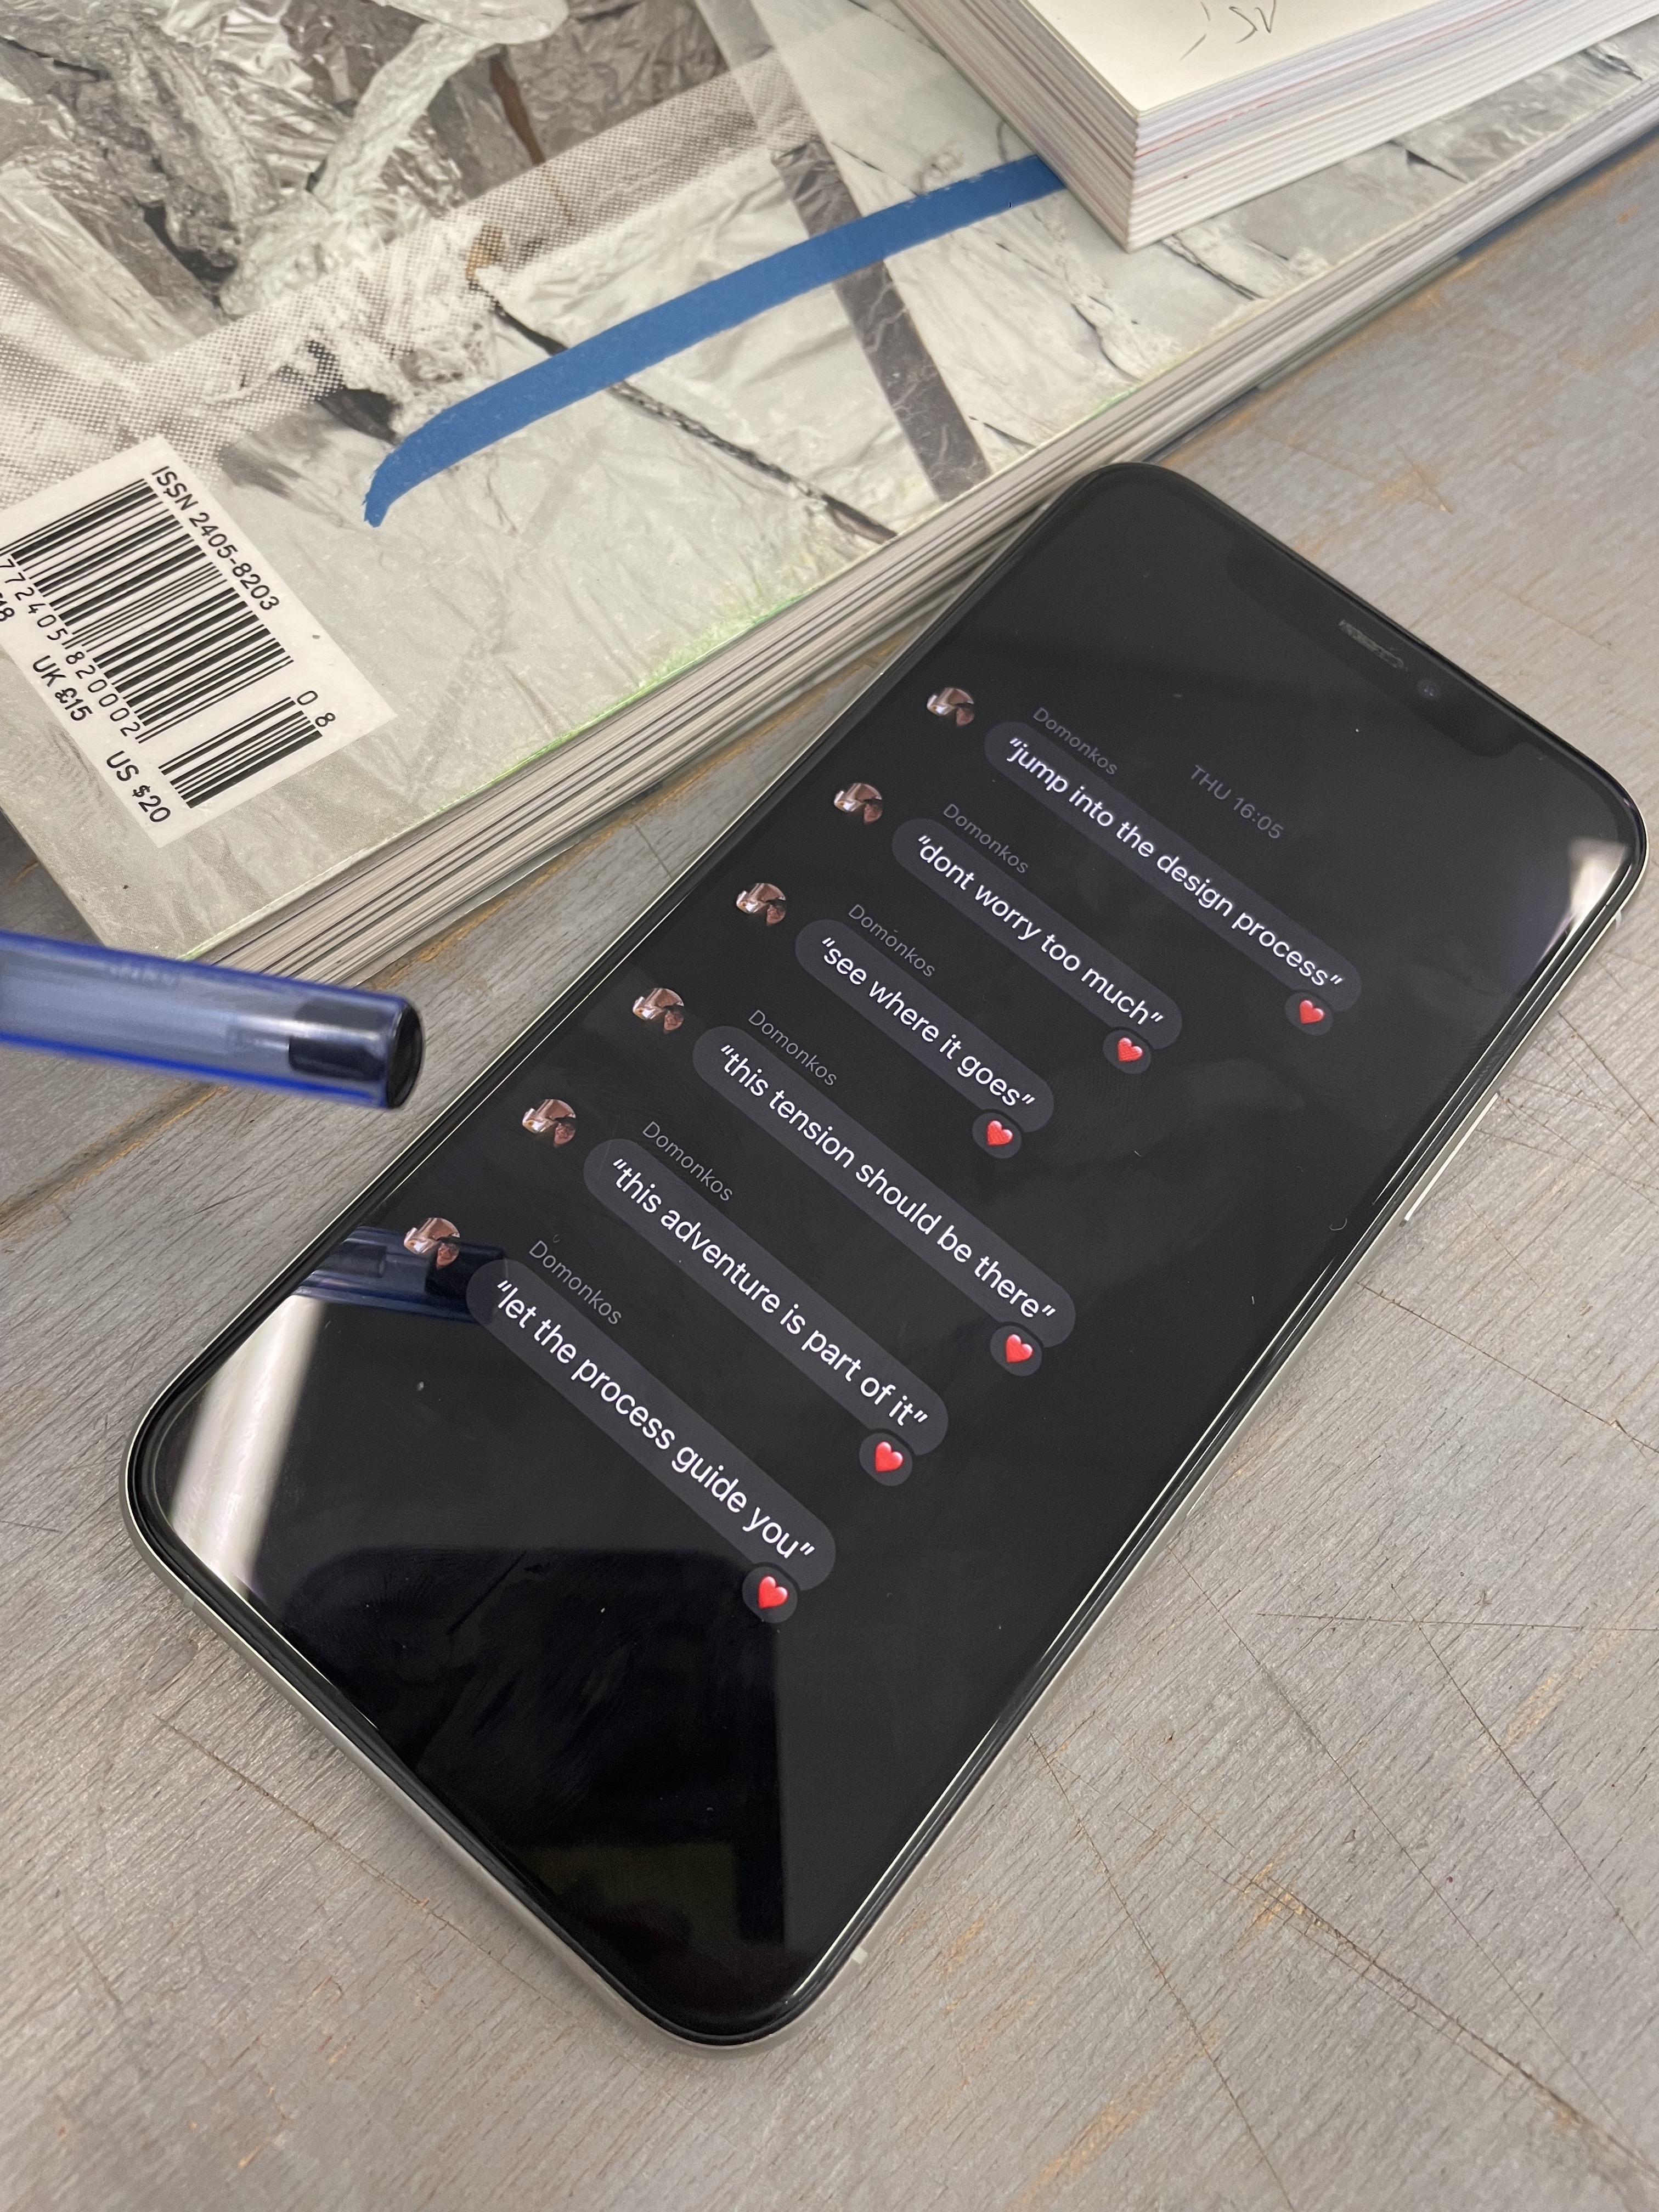 ISSN 2405-8203
08
772405820002
UK £15 US $20
THU 16:05
Domonkos
"jump into the design process"
Domonkos
"dont worry too much"
Domonkos
"see where it goes"
Domonkos
"this tension should be there"
Domonkos
"this adventure is part of it"
Domonkos
"let the process guide you"